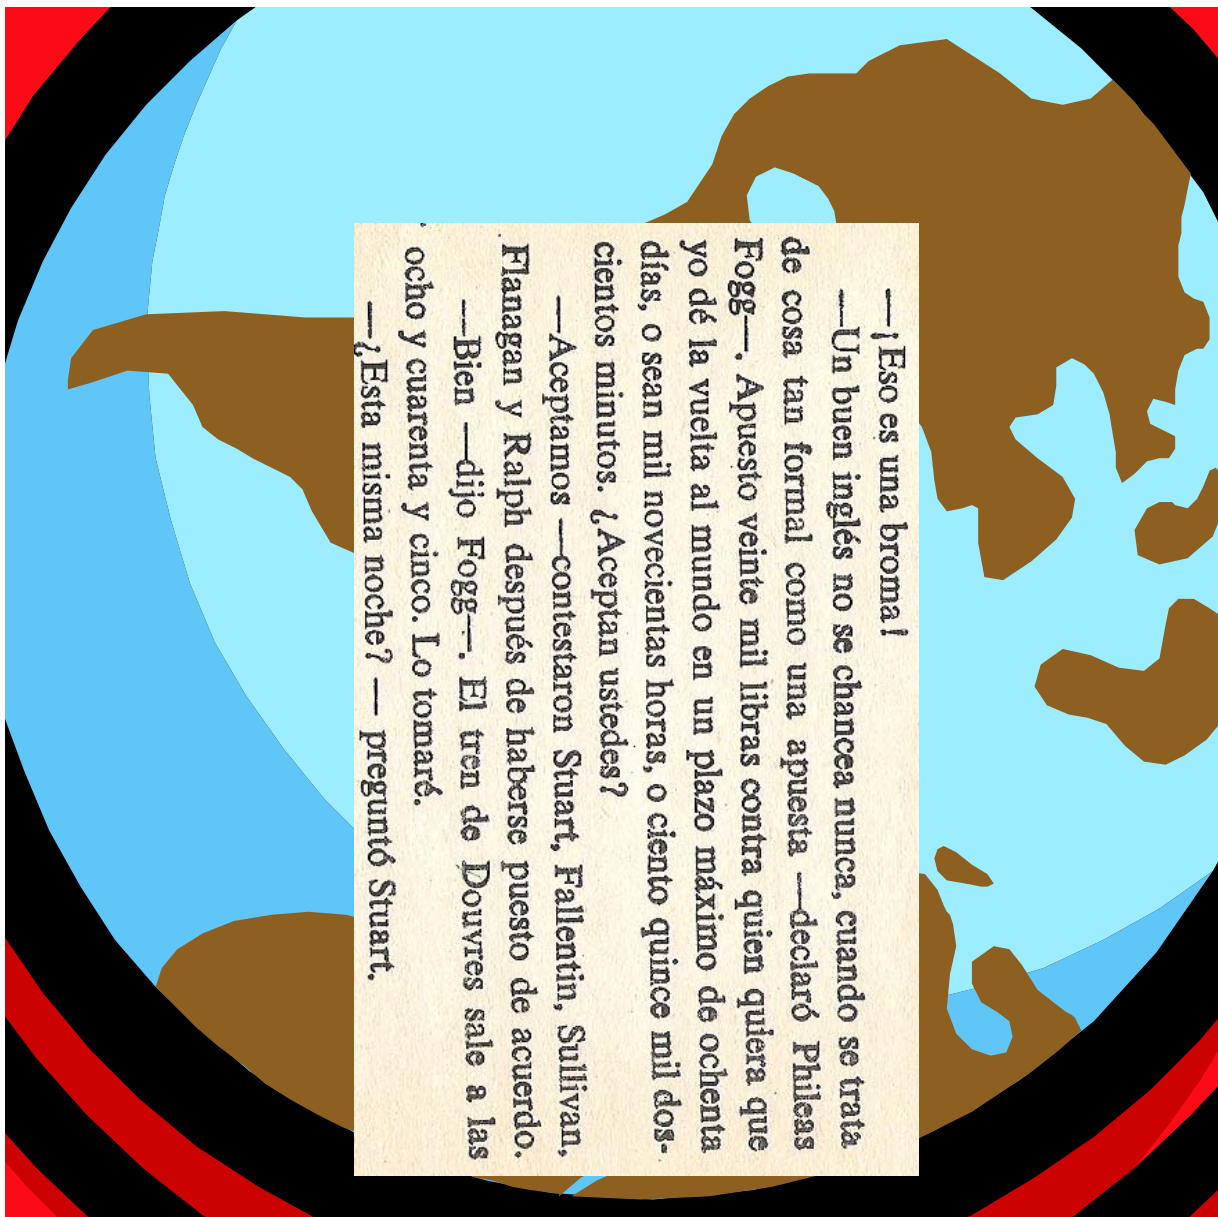 —¡Eso es una broma!
—Un buen inglés no se chancea nunca, cuando se trata
de cosa tan formal como una apuesta —declaró Phileas
Fogg—. Apuesto veinte mil libras contra quien quiera que
yo dé la vuelta al mundo en un plazo máximo de ochenta
días, o sean mil novecientas horas, o ciento quince mil dos-
cientos minutos. ¿Aceptan ustedes?
—Aceptamos —contestaron Stuart, Fallentin, Sullivan,
Flanagan y Ralph después de haberse puesto de acuerdo.
—Bien —dijo Fogg—. El tren de Douvres sale a las
ocho y cuarenta y cinco. Lo tomaré.
—¿Esta misma noche? — preguntó Stuart.